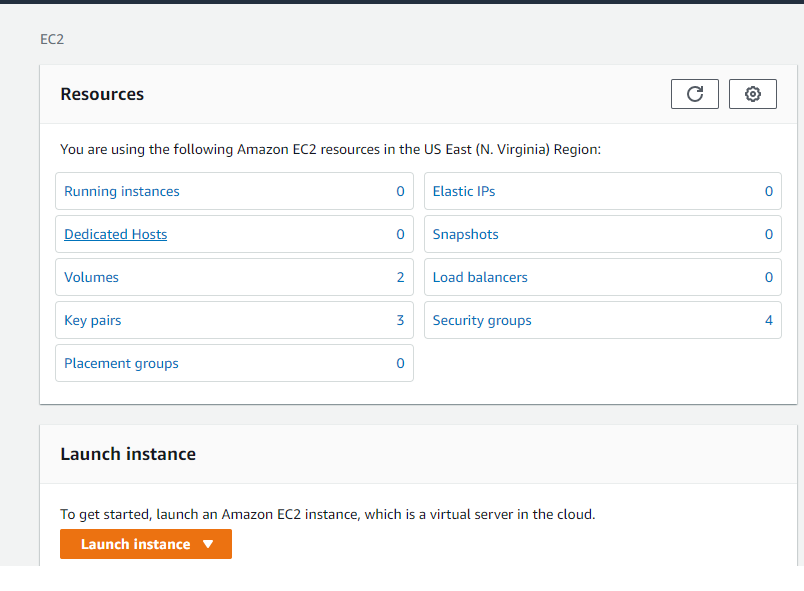 EC2
Resources
You are using the following Amazon EC2 resources in the US East (N. Virginia) Region:
Running instances 0
Elastic IPs 0
Dedicated Hosts 0
Snapshots 0
Volumes 2
Load balancers 0
Key pairs 3
Security groups 4
Placement groups 0
Launch instance
To get started, launch an Amazon EC2 instance, which is a virtual server in the cloud.
Launch instance